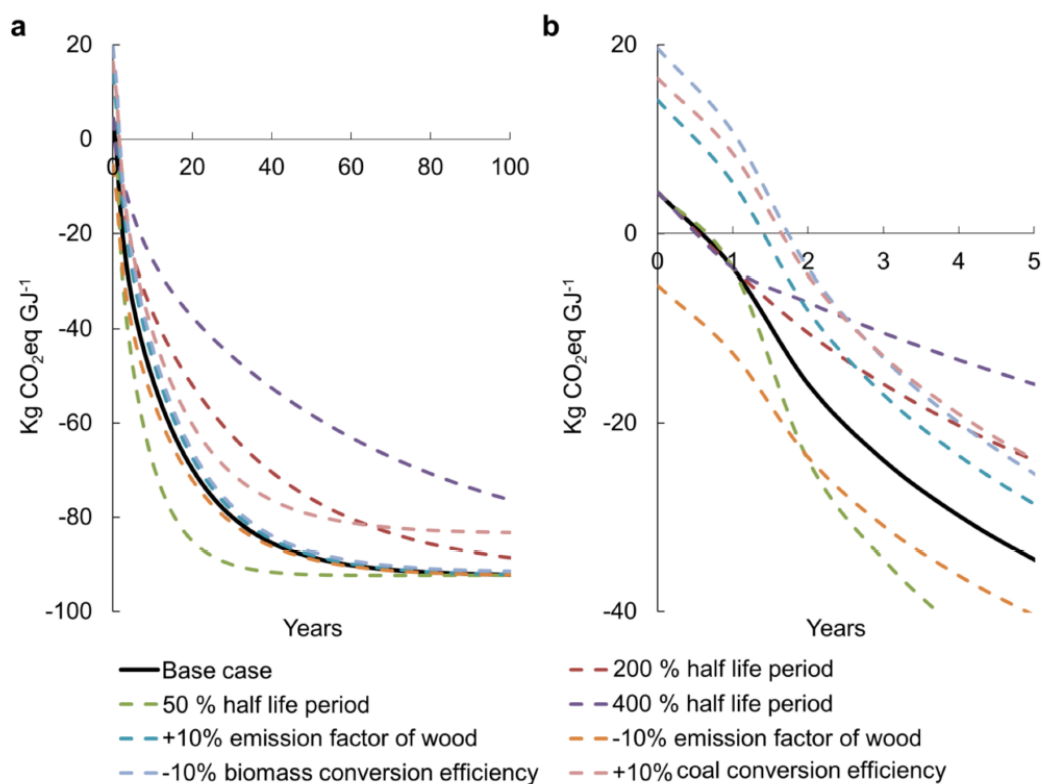 a
b
20
0
-20
-40
-60
-80
-100
0
20
40
60
80
100
Kg CO₂eq GJ⁻¹
Years
20
0
-20
-40
0
1
2
3
4
5
Kg CO₂eq GJ⁻¹
Years
Base case
200 % half life period
50 % half life period
400 % half life period
+10% emission factor of wood
-10% emission factor of wood
-10% biomass conversion efficiency
+10% coal conversion efficiency